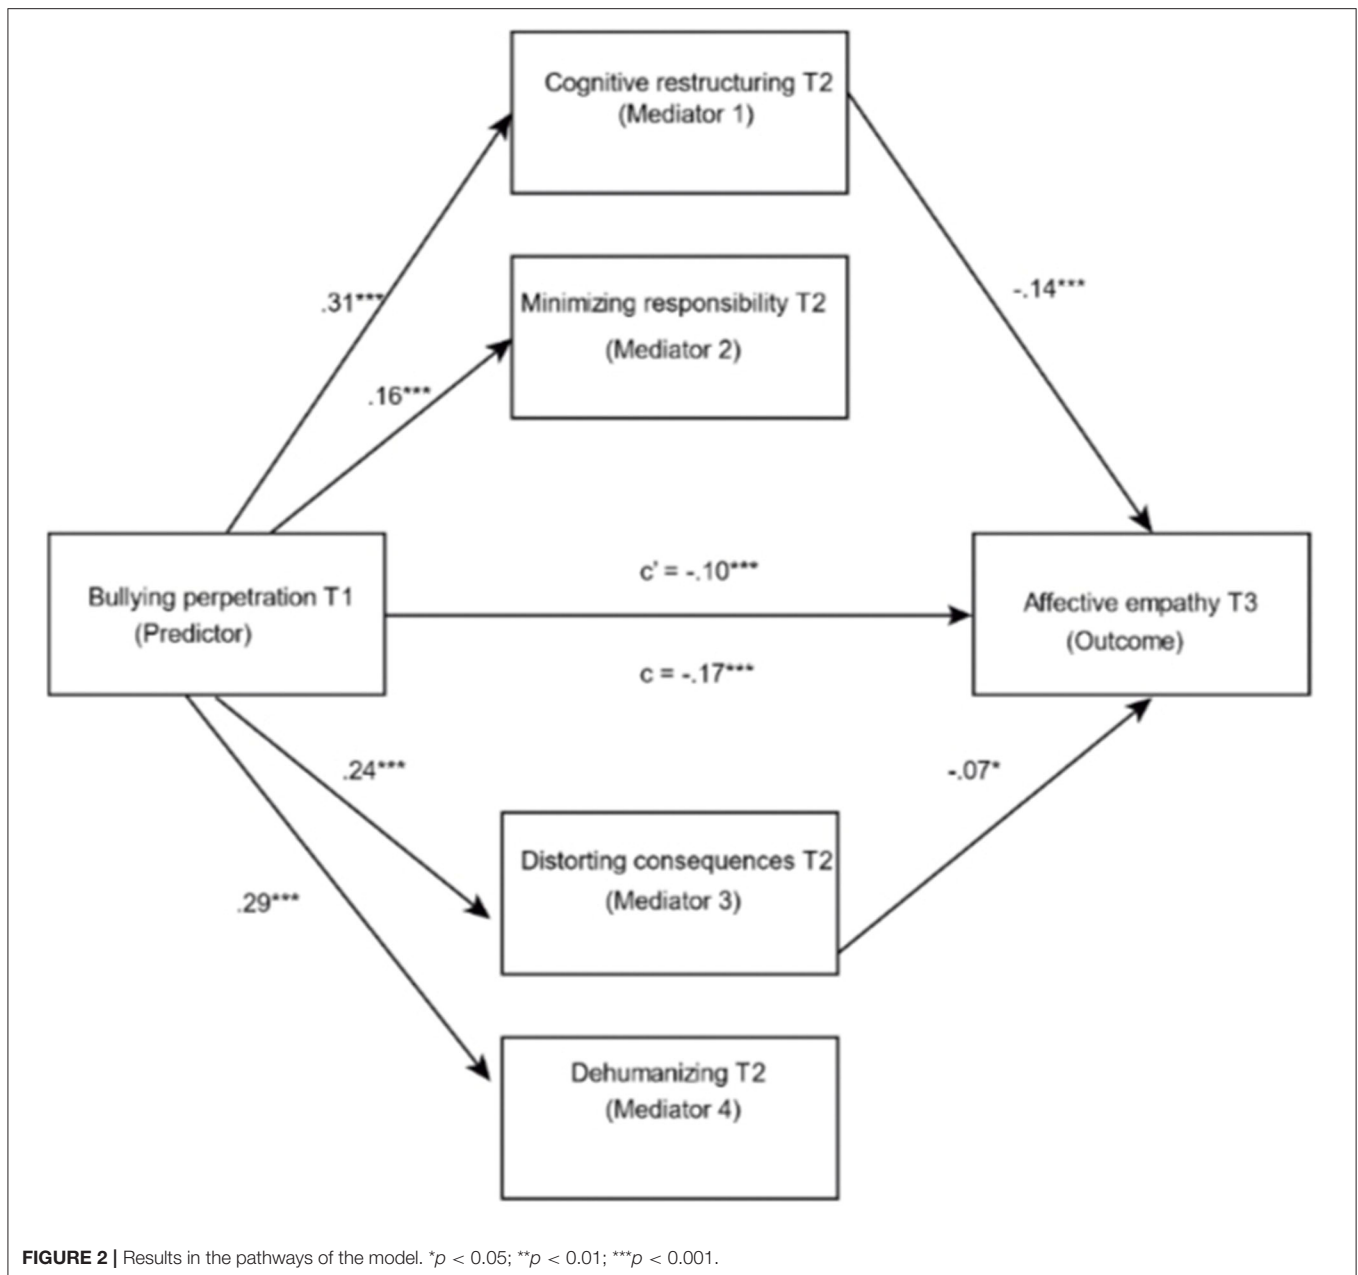 Cognitive restructuring T2
(Mediator 1)
.31***
-.14***
Minimizing responsibility T2
(Mediator 2)
.16***
Bullying perpetration T1
(Predictor)
c' = -.10***
c = -.17***
Affective empathy T3
(Outcome)
.24***
-.07*
Distorting consequences T2
(Mediator 3)
.29***
Dehumanizing T2
(Mediator 4)
FIGURE 2 | Results in the pathways of the model. *p < 0.05; **p < 0.01; ***p < 0.001.